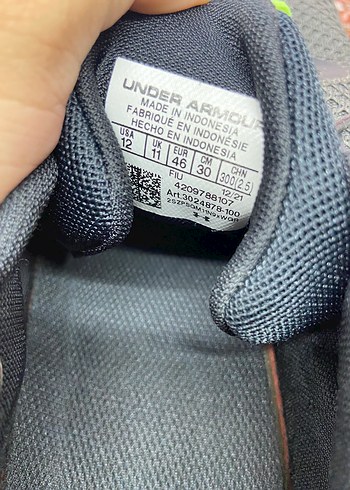 UNDER ARMOUR
MADE IN INDONESIA
FABRIQUE EN INDONÉSIE
HECHO EN INDONESIA
USA UK EUR CM CHN
12 11 46 30 300(2.5)
FIU 12/21
4209788107
Art.3024878-100